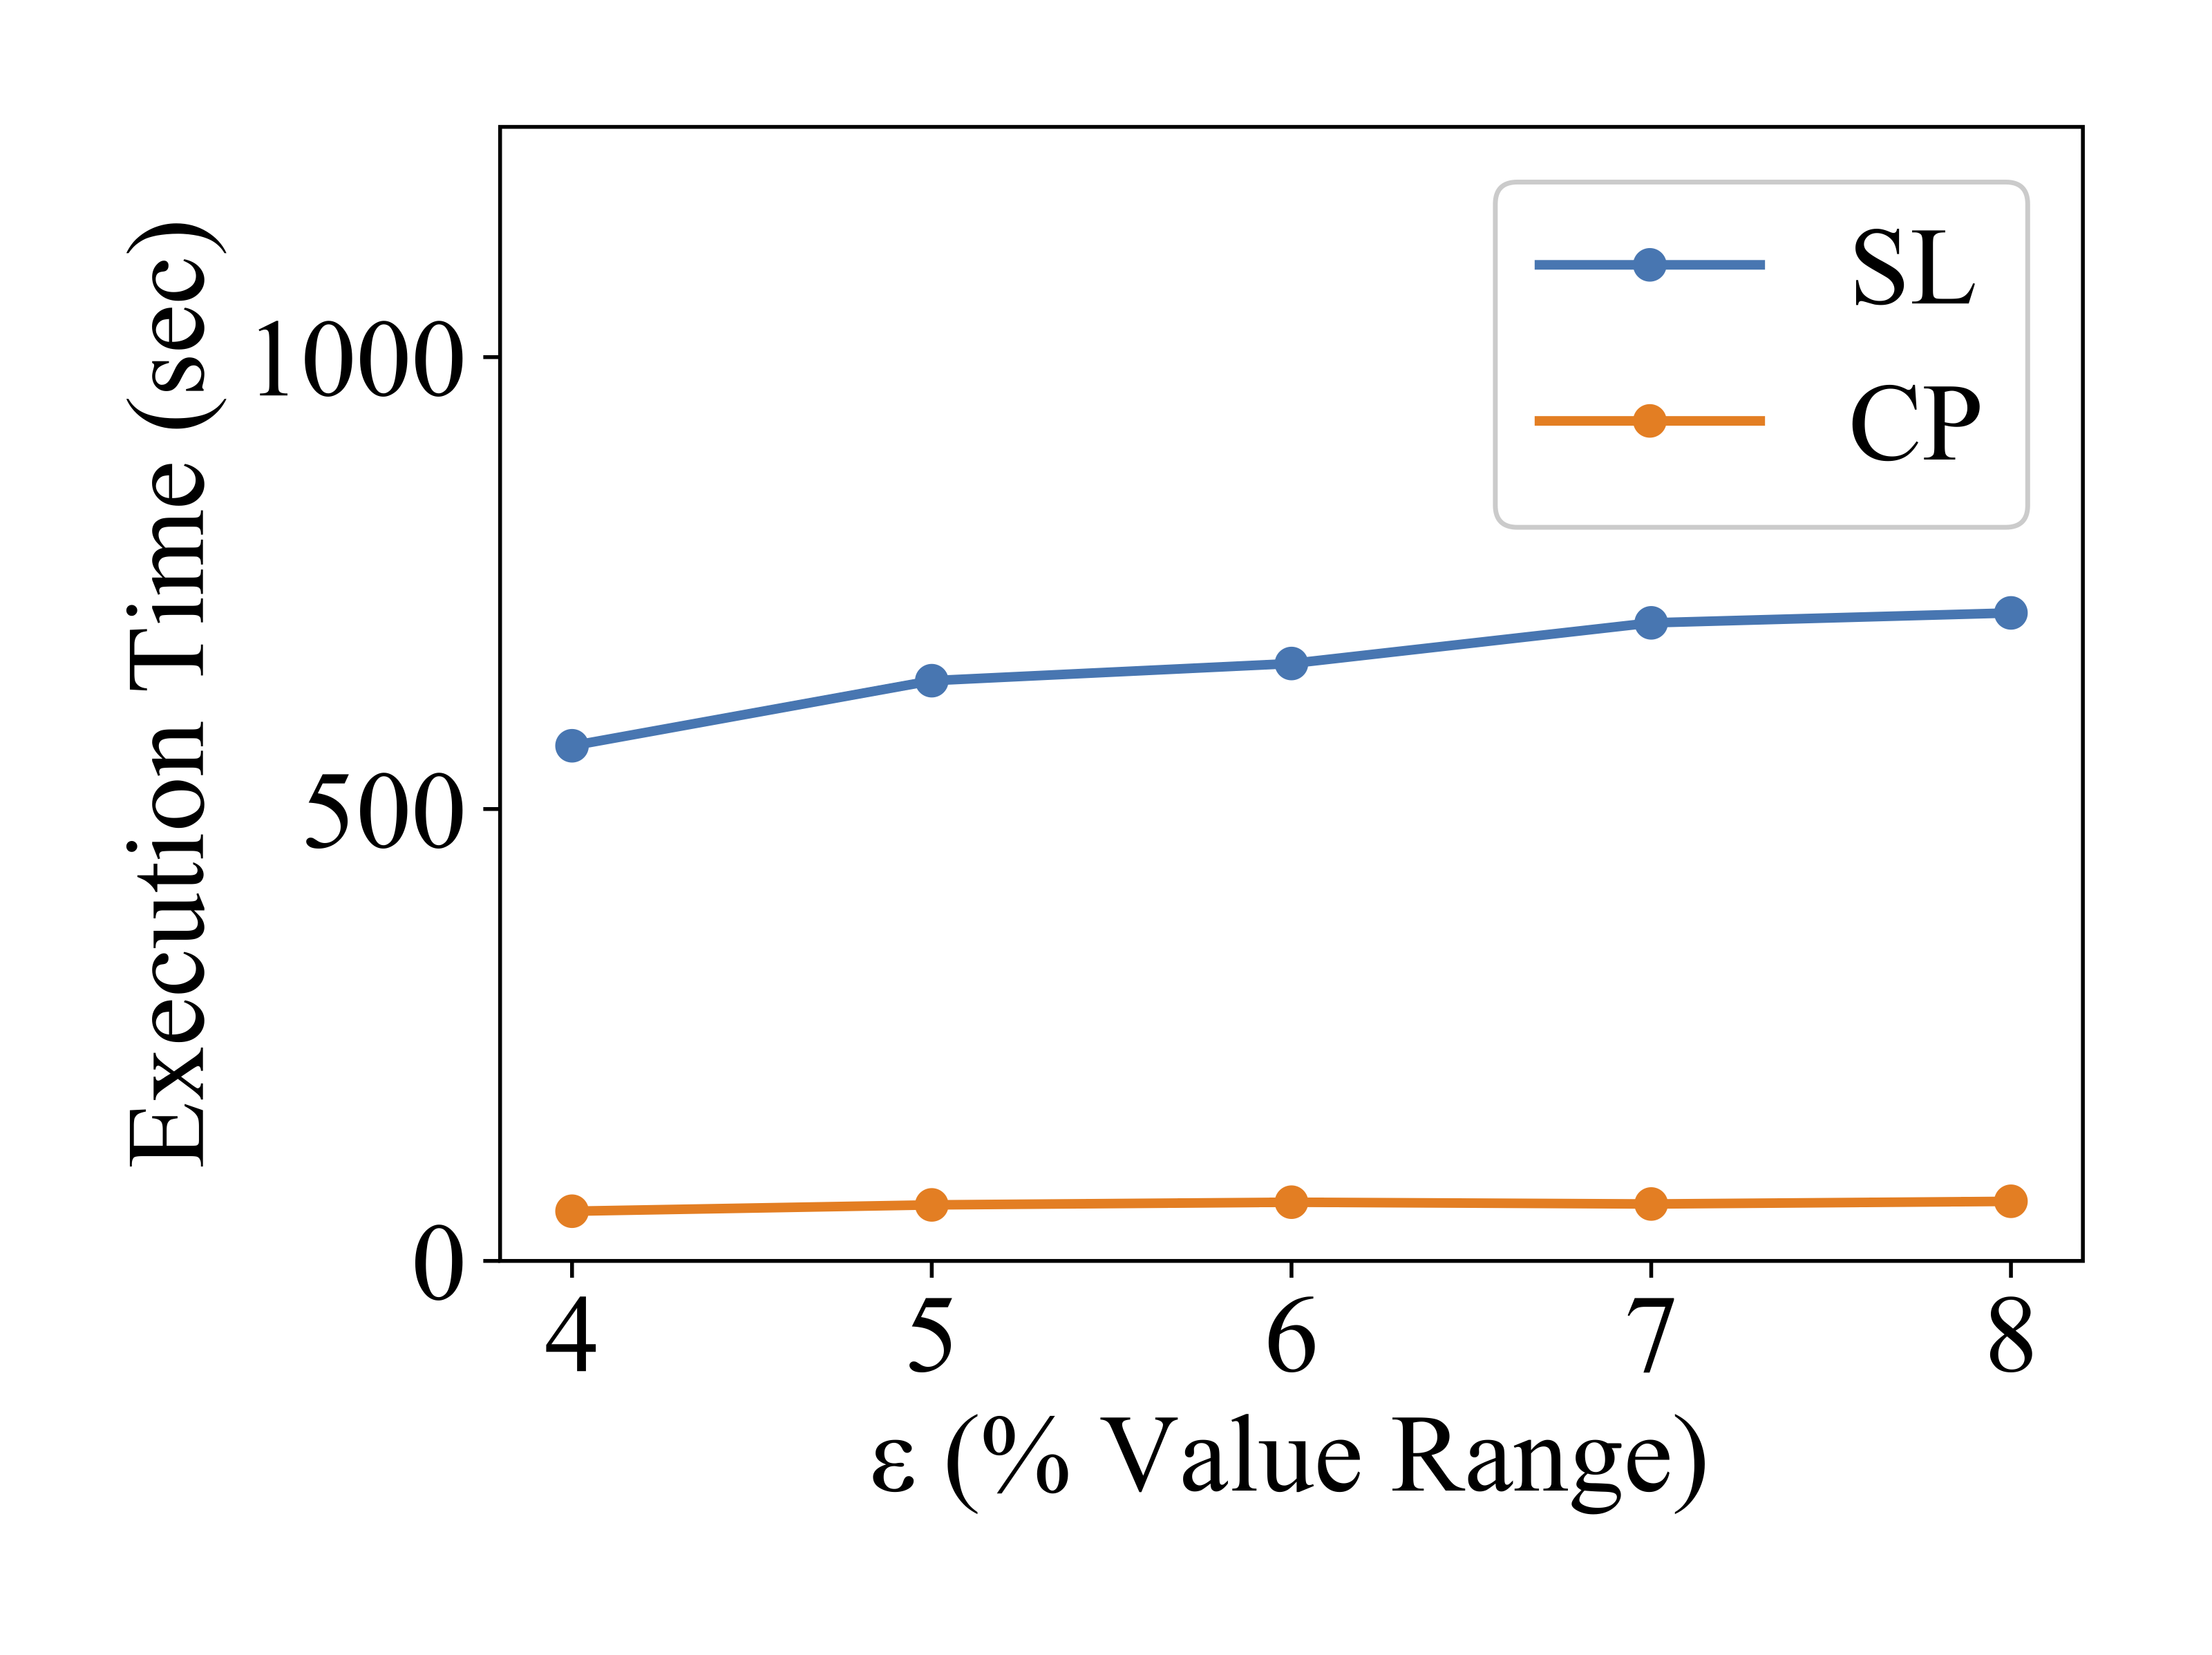 SL
CP
Execution Time (sec)
1000
500
0
4 5 6 7 8
ε (% Value Range)